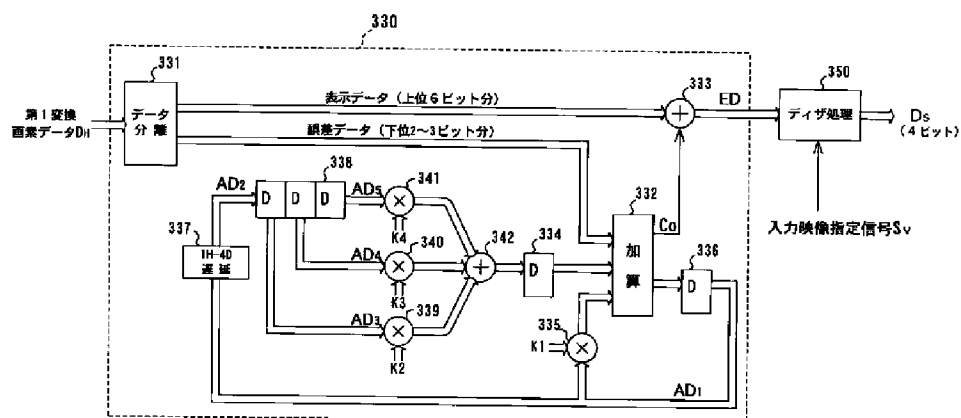 330
331
データ
分離
第1変換
画素データDH
表示データ(上位6ビット分)
誤差データ(下位2~3ビット分)
333
ED
350
ディザ処理
Ds
(4ビット)
入力映像指定信号Sv
338
AD2
D D D
AD5
341
K4
337
1H-4D
遅延
AD4
340
K3
342
334
D
332
加
算
Co
336
D
AD3
339
K2
335
K1
AD1